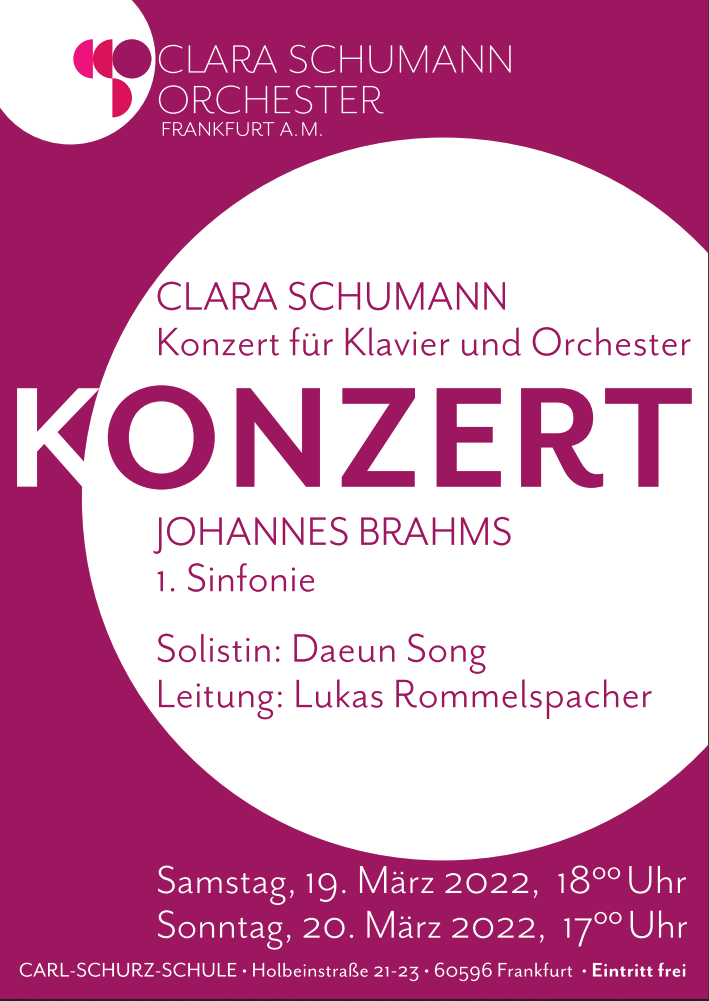 CLARA SCHUMANN
ORCHESTER
FRANKFURT A.M.
CLARA SCHUMANN
Konzert für Klavier und Orchester
KONZERT
JOHANNES BRAHMS
1. Sinfonie
Solistin: Daeun Song
Leitung: Lukas Rommelspacher
Samstag, 19. März 2022, 18⁰⁰ Uhr
Sonntag, 20. März 2022, 17⁰⁰ Uhr
CARL-SCHURZ-SCHULE • Holbeinstraße 21-23 • 60596 Frankfurt • Eintritt frei